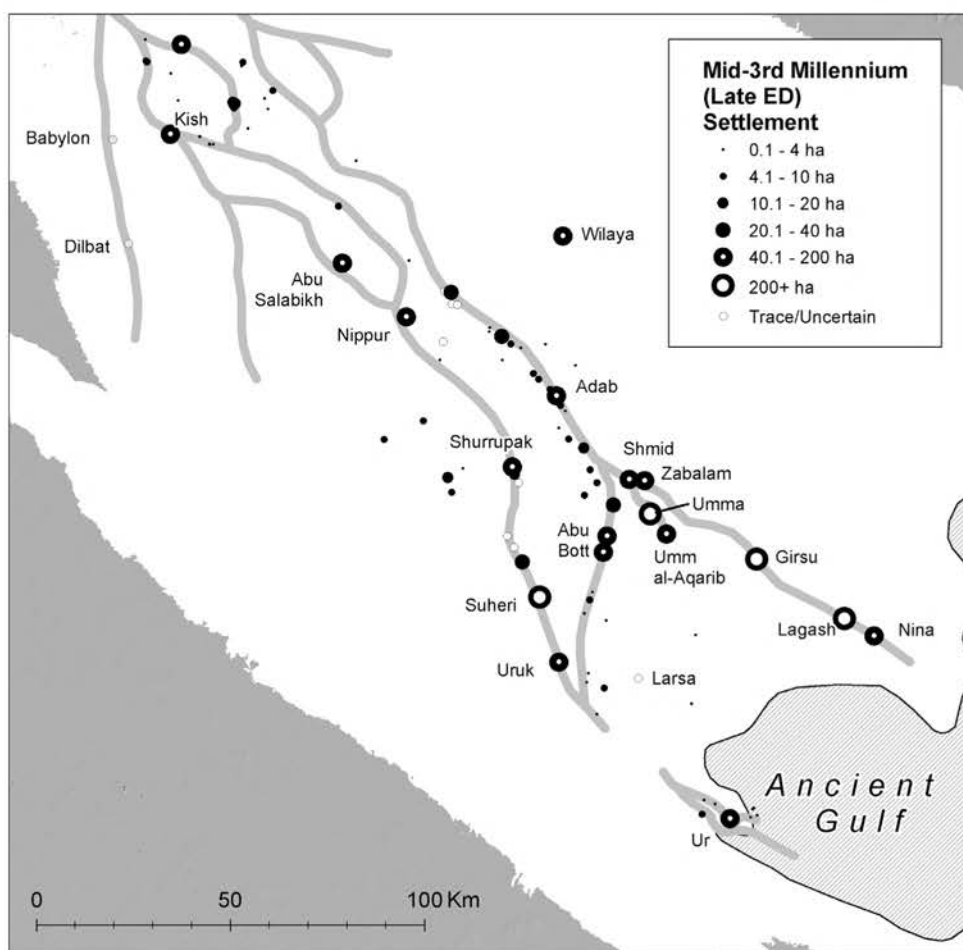 Mid-3rd Millennium
(Late ED)
Settlement
0.1 - 4 ha
4.1 - 10 ha
10.1 - 20 ha
20.1 - 40 ha
40.1 - 200 ha
200+ ha
Trace/Uncertain
Kish
Babylon
Wilaya
Dilbat
Abu
Salabikh
Nippur
Adab
Shurrupak
Shmid
Zabalam
Umma
Abu
Bott
Umm
al-Aqarib
Girsu
Suheri
Lagash
Nina
Uruk
Larsa
Ancient
Gulf
Ur
0 50 100 Km